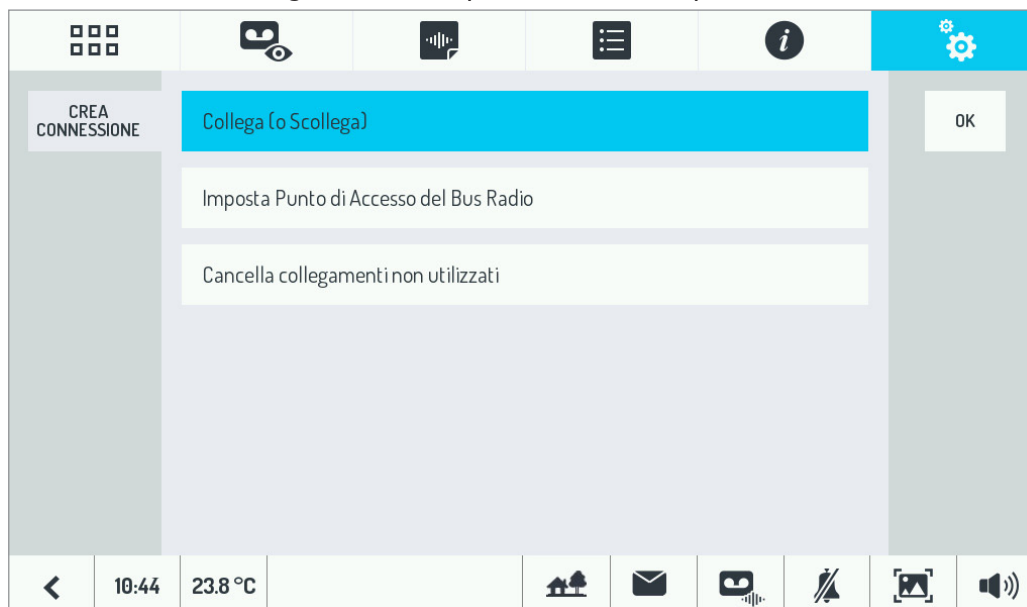 CREA
CONNESSIONE
Collega (o Scollega)
OK
Imposta Punto di Accesso del Bus Radio
Cancella collegamenti non utilizzati
10:44
23.8 °C